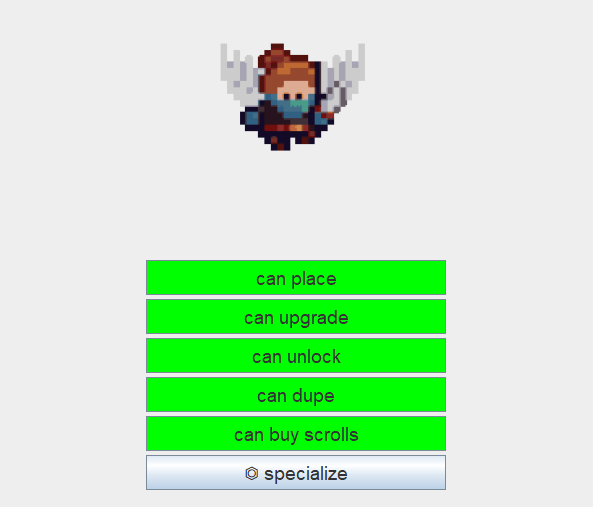 can place
can upgrade
can unlock
can dupe
can buy scrolls
⏣ specialize